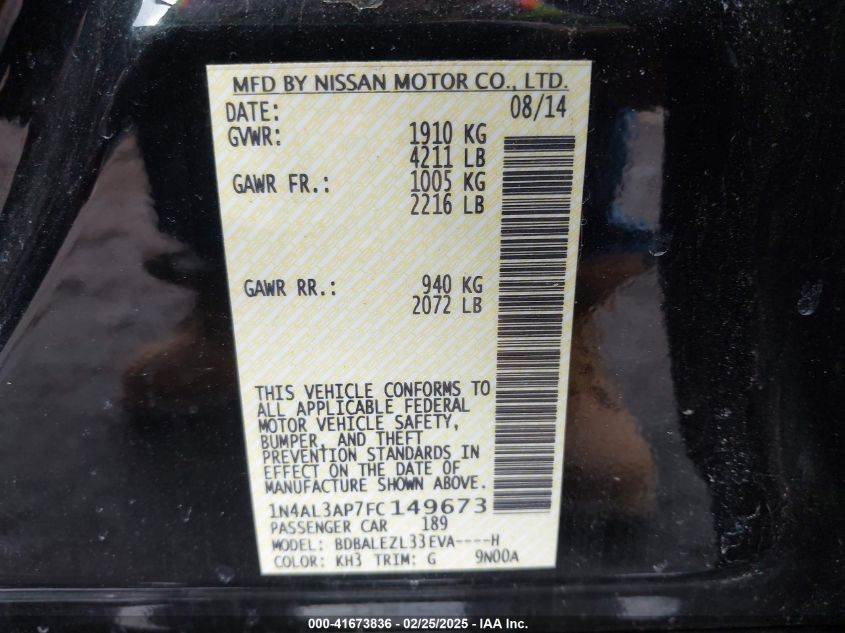 MFD BY NISSAN MOTOR CO., LTD.
DATE: 08/14
GVWR: 1910 KG
4211 LB
GAWR FR.: 1005 KG
2216 LB
GAWR RR.: 940 KG
2072 LB
THIS VEHICLE CONFORMS TO
ALL APPLICABLE FEDERAL
MOTOR VEHICLE SAFETY,
BUMPER, AND THEFT
PREVENTION STANDARDS IN
EFFECT ON THE DATE OF
MANUFACTURE SHOWN ABOVE.
1N4AL3AP7FC149673
PASSENGER CAR 189
MODEL: BDBALEZL33EVA----H
COLOR: KH3 TRIM: G 9N00A
000-41673836 - 02/25/2025 - IAA Inc.